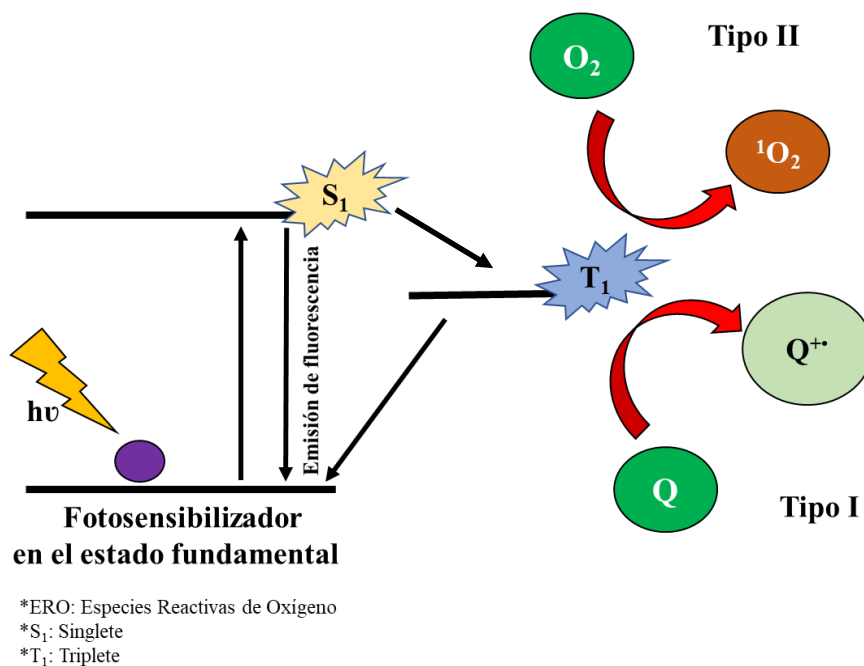 O₂
Tipo II
¹O₂
S₁
Emisión de fluorescencia
T₁
Q⁺•
hυ
Q
Tipo I
Fotosensibilizador
en el estado fundamental
*ERO: Especies Reactivas de Oxígeno
*S₁: Singlete
*T₁: Triplete